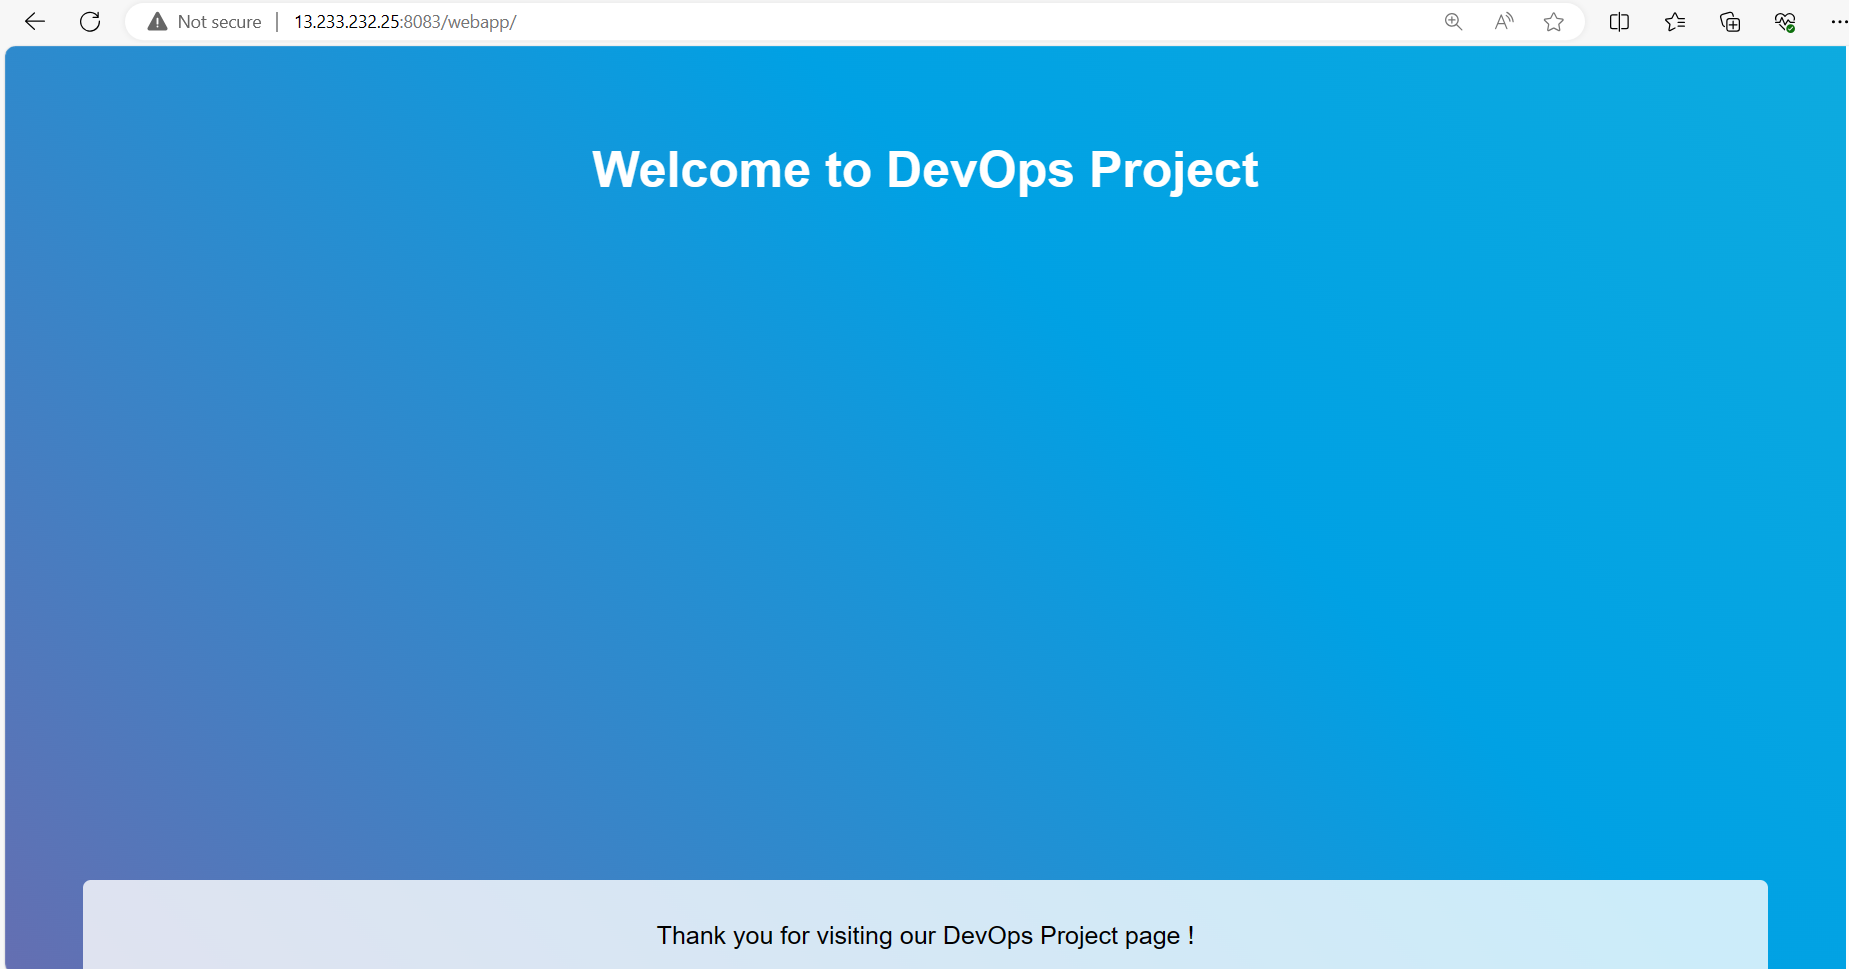 Not secure | 13.233.232.25:8083/webapp/
Welcome to DevOps Project
Thank you for visiting our DevOps Project page !